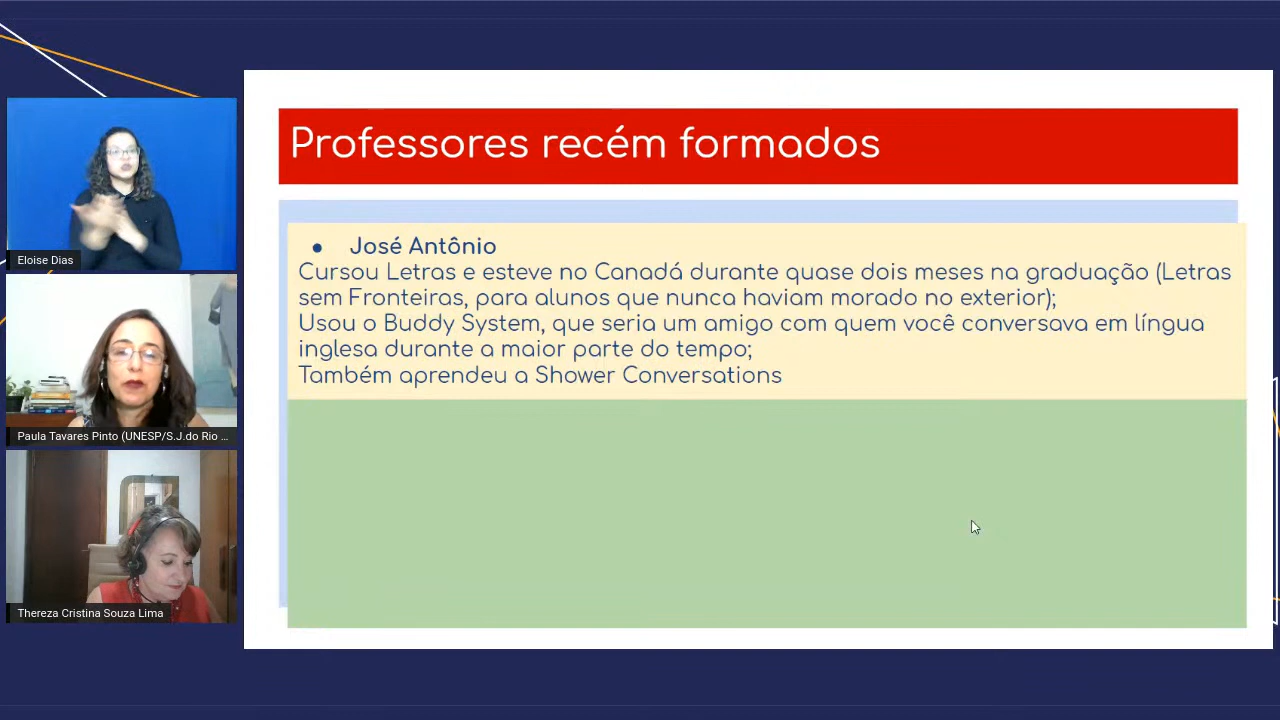 Professores recém formados
● José Antônio
Cursou Letras e esteve no Canadá durante quase dois meses na graduação (Letras
sem Fronteiras, para alunos que nunca haviam morado no exterior);
Usou o Buddy System, que seria um amigo com quem você conversava em língua
inglesa durante a maior parte do tempo;
Também aprendeu a Shower Conversations
Eloise Dias
Paula Tavares Pinto (UNESP/S.J.do Rio ...
Thereza Cristina Souza Lima